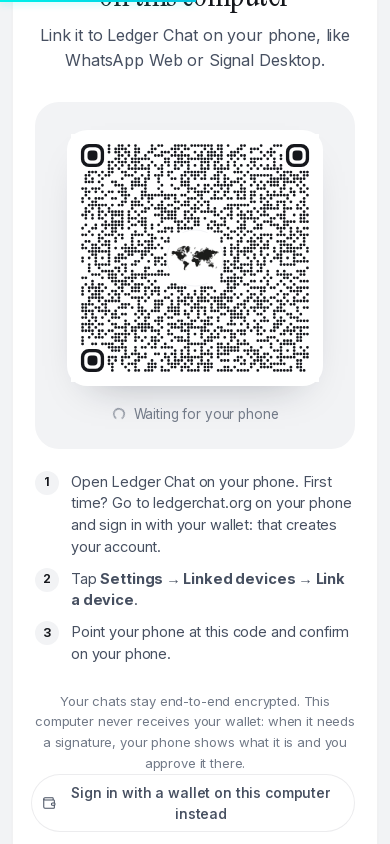 on this computer
Link it to Ledger Chat on your phone, like
WhatsApp Web or Signal Desktop.
Waiting for your phone
1 Open Ledger Chat on your phone. First
time? Go to ledgerchat.org on your phone
and sign in with your wallet: that creates
your account.
2 Tap Settings → Linked devices → Link
a device.
3 Point your phone at this code and confirm
on your phone.
Your chats stay end-to-end encrypted. This
computer never receives your wallet: when it needs
a signature, your phone shows what it is and you
approve it there.
Sign in with a wallet on this computer
instead